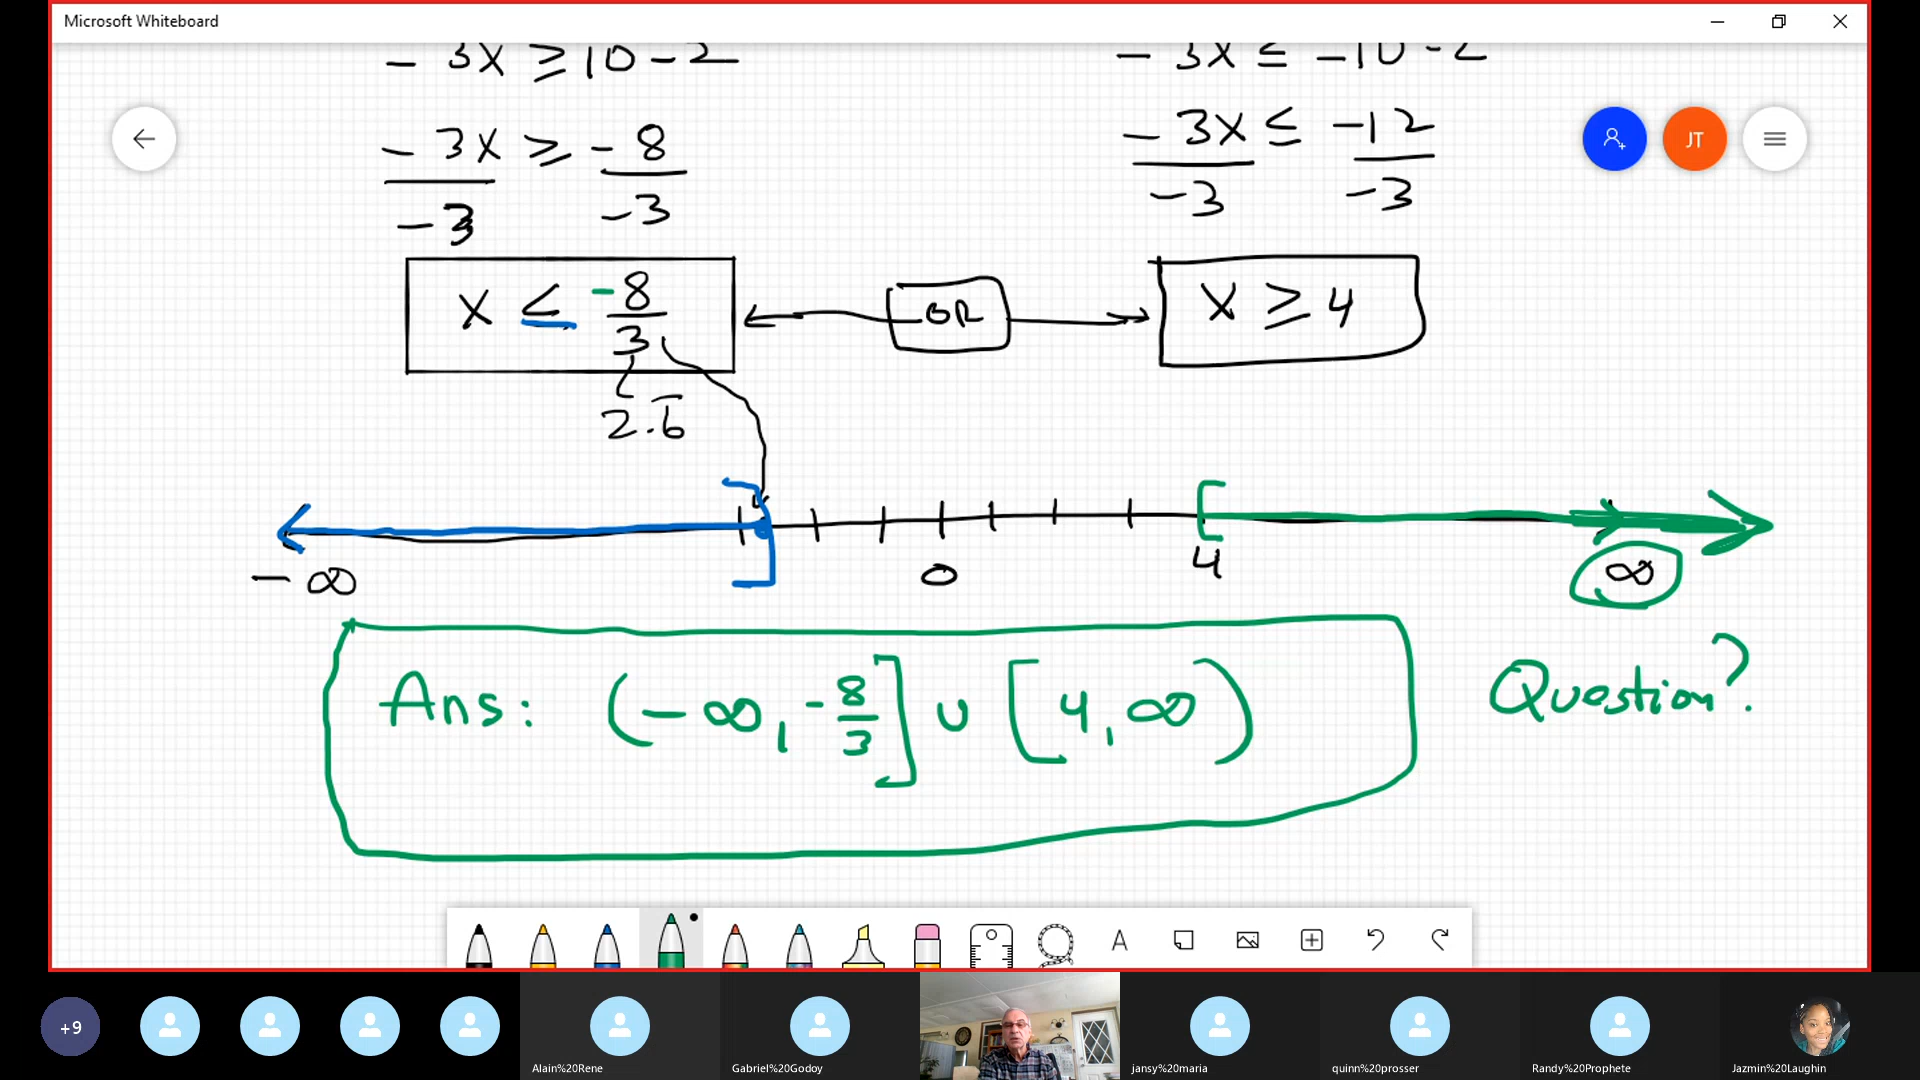 Microsoft Whiteboard
- 3x ≥ 10 - 2
- 3x ≤ -10 - 2
- 3x ≥ - 8
- 3x ≤ -12
-3 -3
-3 -3
x ≤ -8/3
OR
x ≥ 4
2.6̅
JT
- ∞ 0 4 ∞
Ans: (-∞, -8/3] ∪ [4, ∞)
Question?
+9
Alain%20Rene
Gabriel%20Godoy
jansy%20maria
quinn%20prosser
Randy%20Prophete
Jazmin%20Laughin